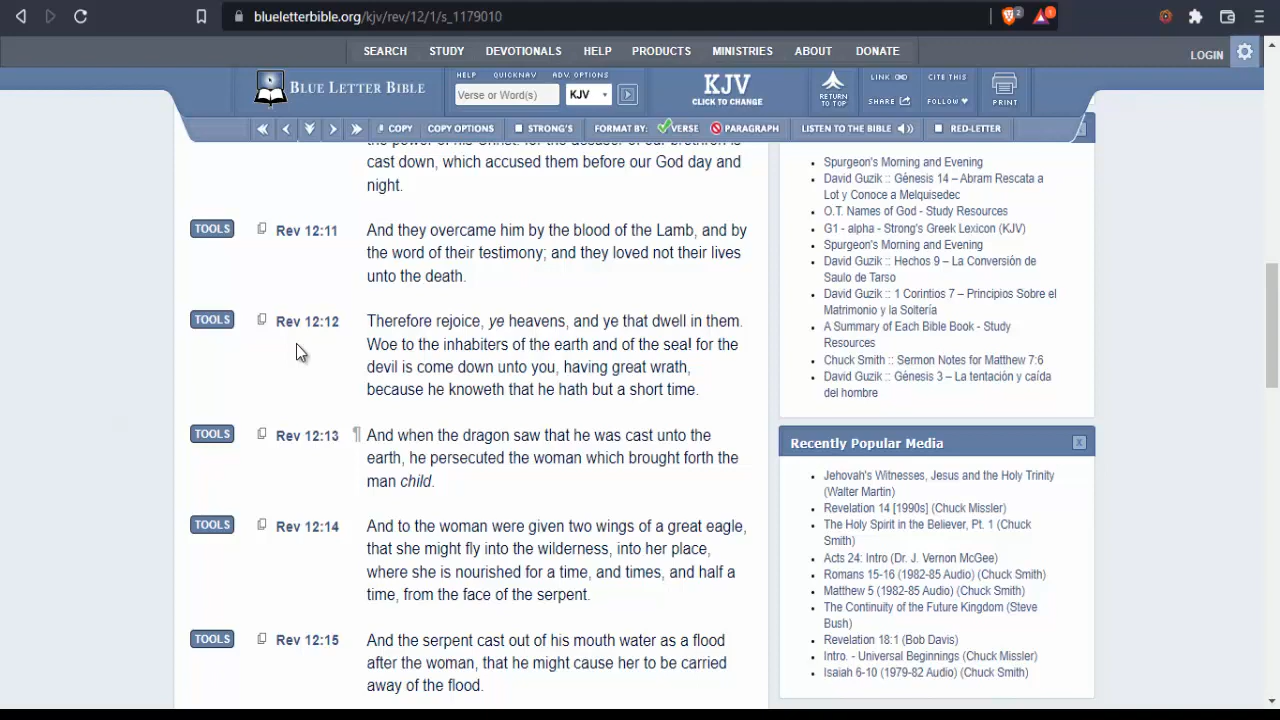 blueletterbible.org/kjv/rev/12/1/s_1179010
2
1
SEARCH STUDY DEVOTIONALS HELP PRODUCTS MINISTRIES ABOUT DONATE
LOGIN
HELP QUICKNAV ADV. OPTIONS
BLUE LETTER BIBLE
Verse or Word(s)
KJV
KJV
CLICK TO CHANGE
RETURN
TO TOP
LINK
CITE THIS
SHARE
FOLLOW
PRINT
COPY COPY OPTIONS STRONG'S FORMAT BY: VERSE PARAGRAPH LISTEN TO THE BIBLE RED-LETTER
the power of his Christ: for the accuser of our brethren is
cast down, which accused them before our God day and
night.
TOOLS Rev 12:11 And they overcame him by the blood of the Lamb, and by
the word of their testimony; and they loved not their lives
unto the death.
TOOLS Rev 12:12 Therefore rejoice, ye heavens, and ye that dwell in them.
Woe to the inhabiters of the earth and of the sea! for the
devil is come down unto you, having great wrath,
because he knoweth that he hath but a short time.
TOOLS Rev 12:13 ¶ And when the dragon saw that he was cast unto the
earth, he persecuted the woman which brought forth the
man child.
TOOLS Rev 12:14 And to the woman were given two wings of a great eagle,
that she might fly into the wilderness, into her place,
where she is nourished for a time, and times, and half a
time, from the face of the serpent.
TOOLS Rev 12:15 And the serpent cast out of his mouth water as a flood
after the woman, that he might cause her to be carried
away of the flood.
Spurgeon's Morning and Evening
David Guzik :: Génesis 14 – Abram Rescata a
Lot y Conoce a Melquisedec
O.T. Names of God - Study Resources
G1 - alpha - Strong's Greek Lexicon (KJV)
Spurgeon's Morning and Evening
David Guzik :: Hechos 9 – La Conversión de
Saulo de Tarso
David Guzik :: 1 Corintios 7 – Principios Sobre el
Matrimonio y la Soltería
A Summary of Each Bible Book - Study
Resources
Chuck Smith :: Sermon Notes for Matthew 7:6
David Guzik :: Génesis 3 – La tentación y caída
del hombre
Recently Popular Media
x
Jehovah's Witnesses, Jesus and the Holy Trinity
(Walter Martin)
Revelation 14 [1990s] (Chuck Missler)
The Holy Spirit in the Believer, Pt. 1 (Chuck
Smith)
Acts 24: Intro (Dr. J. Vernon McGee)
Romans 15-16 (1982-85 Audio) (Chuck Smith)
Matthew 5 (1982-85 Audio) (Chuck Smith)
The Continuity of the Future Kingdom (Steve
Bush)
Revelation 18:1 (Bob Davis)
Intro. - Universal Beginnings (Chuck Missler)
Isaiah 6-10 (1979-82 Audio) (Chuck Smith)